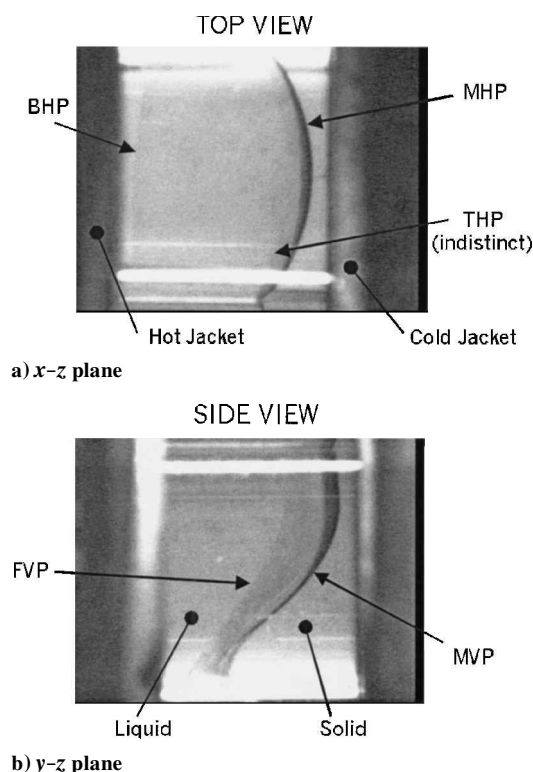 TOP VIEW
BHP
MHP
THP
(indistinct)
Hot Jacket
Cold Jacket
a) x–z plane
SIDE VIEW
FVP
MVP
Liquid
Solid
b) y–z plane